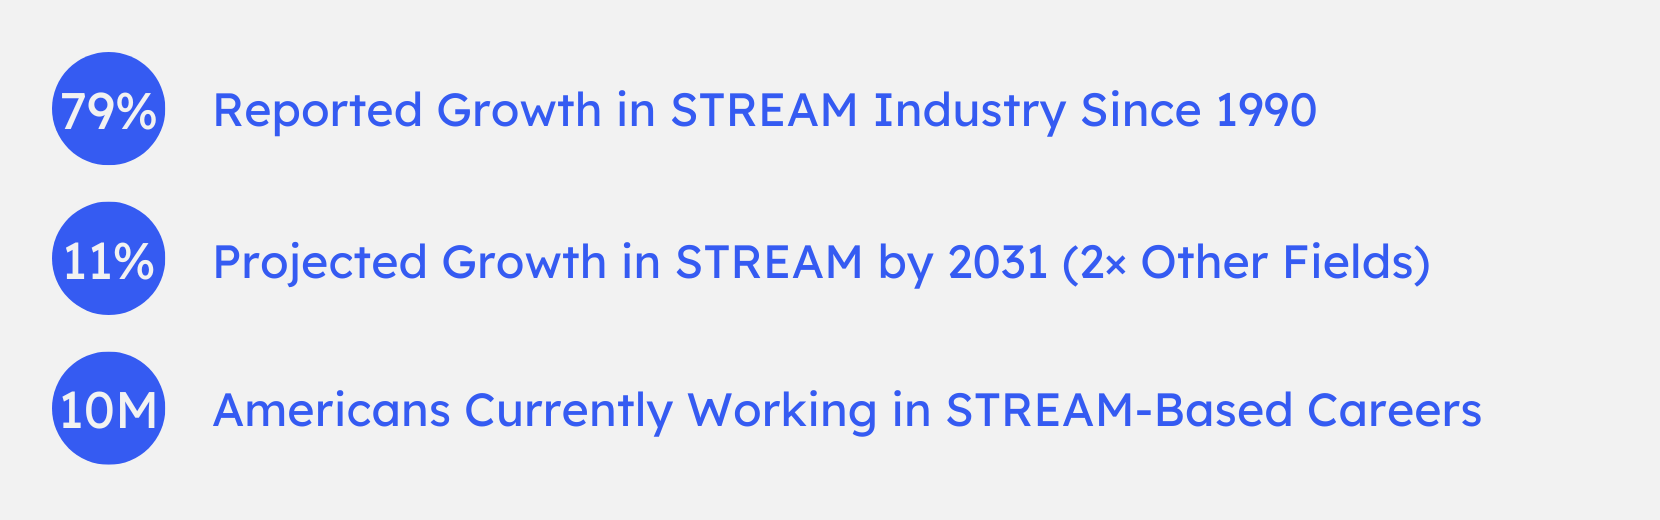 79% Reported Growth in STREAM Industry Since 1990
11% Projected Growth in STREAM by 2031 (2× Other Fields)
10M Americans Currently Working in STREAM-Based Careers